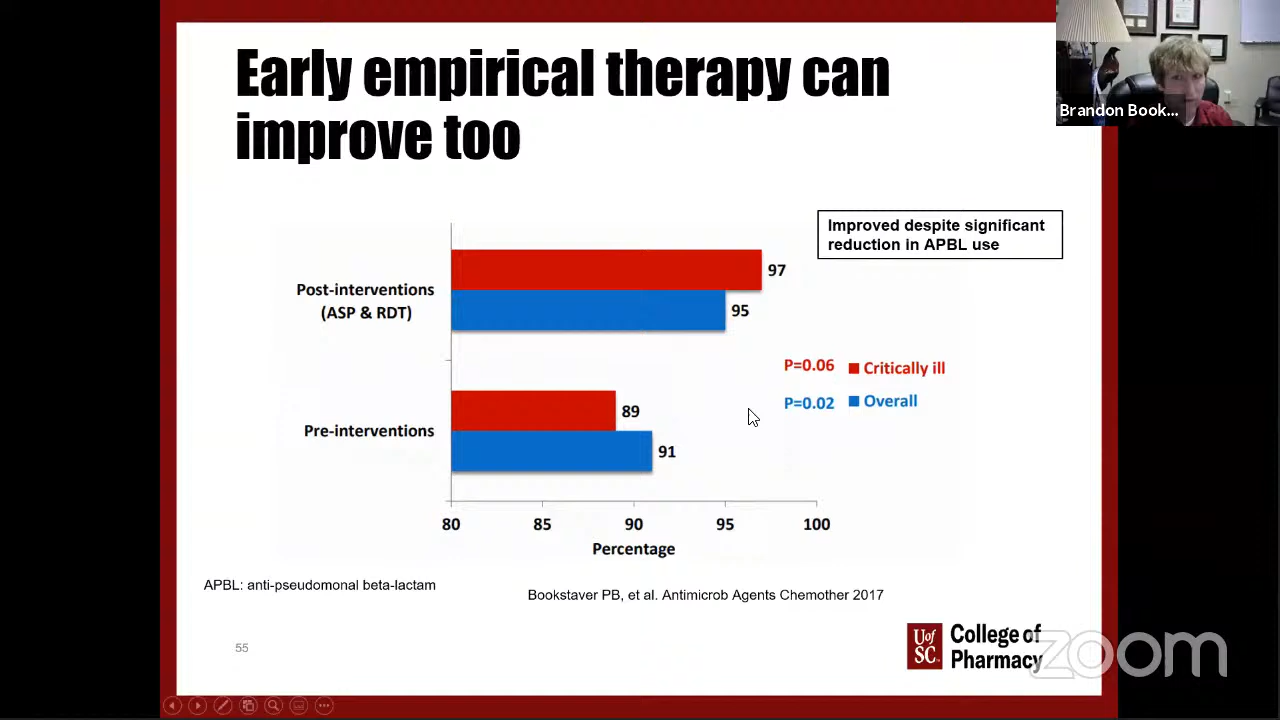 Early empirical therapy can
improve too
Brandon Book...
Improved despite significant
reduction in APBL use
97
Post-interventions
(ASP & RDT)
95
P=0.06
Critically ill
P=0.02
Overall
89
Pre-interventions
91
80 85 90 95 100
Percentage
APBL: anti-pseudomonal beta-lactam
Bookstaver PB, et al. Antimicrob Agents Chemother 2017
55
UofSC
College of
Pharmacy
zoom